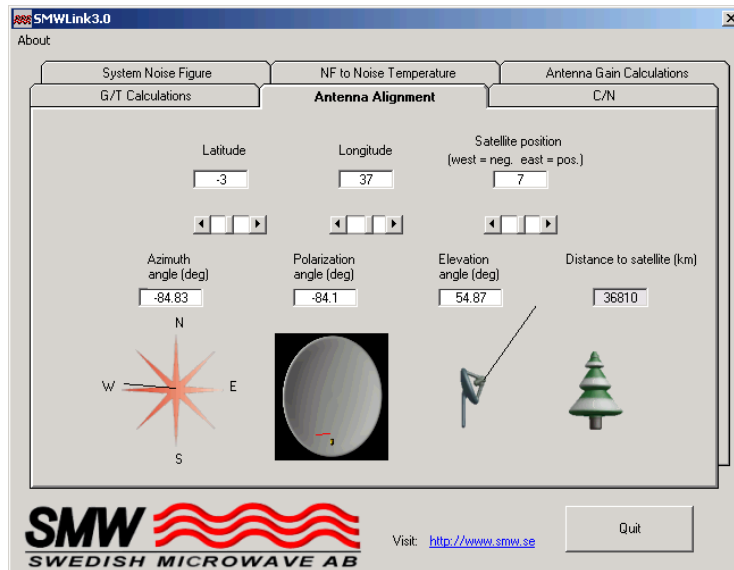 SMWLink3.0
About
System Noise Figure
NF to Noise Temperature
Antenna Gain Calculations
G/T Calculations
Antenna Alignment
C/N
Latitude
Longitude
Satellite position
(west = neg. east = pos.)
-3
37
7
Azimuth
angle (deg)
Polarization
angle (deg)
Elevation
angle (deg)
Distance to satellite (km)
-84.83
-84.1
54.87
36810
N
W
E
S
SMW
SWEDISH MICROWAVE AB
Visit: http://www.smw.se
Quit